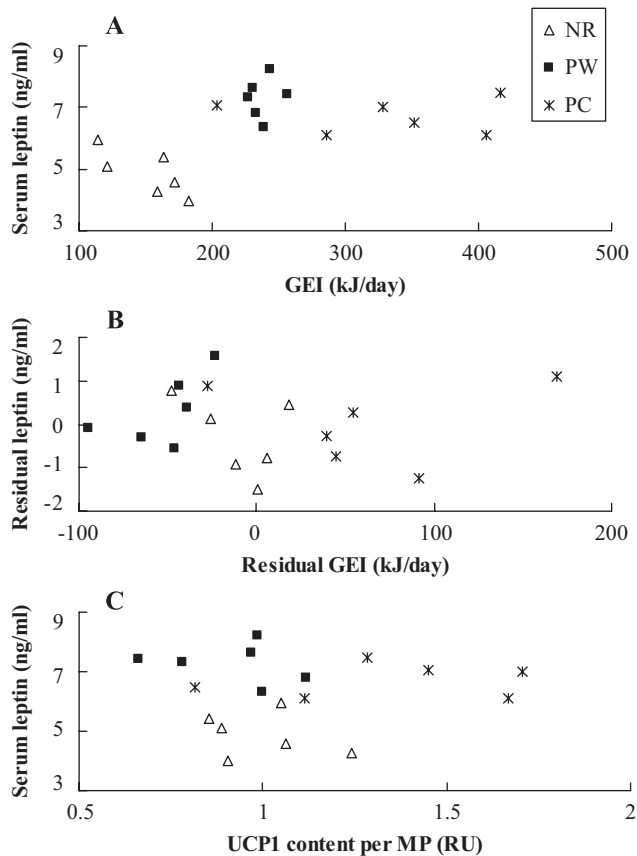 A
NR
PW
PC
Serum leptin (ng/ml)
9
7
5
3
100
200
300
400
500
GEI (kJ/day)
B
Residual leptin (ng/ml)
2
1
0
-1
-2
-100
0
100
200
Residual GEI (kJ/day)
C
Serum leptin (ng/ml)
9
7
5
3
0.5
1
1.5
2
UCP1 content per MP (RU)